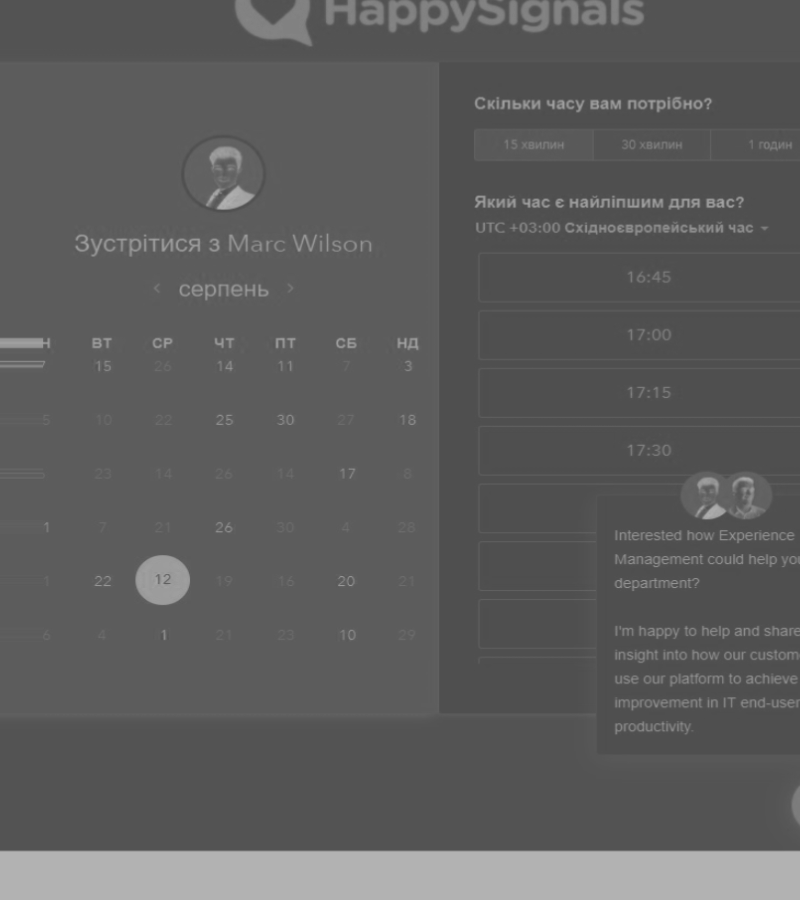 HappySignals
Зустрітися з Marc Wilson
серпень
Н ВТ СР ЧТ ПТ СБ НД
15 26 14 11 7 3
5 10 22 25 30 27 18
23 14 26 14 17 8
1 7 21 26 30 4 28
1 22 12 19 16 20 21
6 4 1 21 23 10 29
Скільки часу вам потрібно?
15 хвилин 30 хвилин 1 годин
Який час є найліпшим для вас?
UTC +03:00 Східноєвропейський час
16:45
17:00
17:15
17:30
Interested how Experience
Management could help you
department?
I'm happy to help and share
insight into how our custom
use our platform to achieve
improvement in IT end-user
productivity.